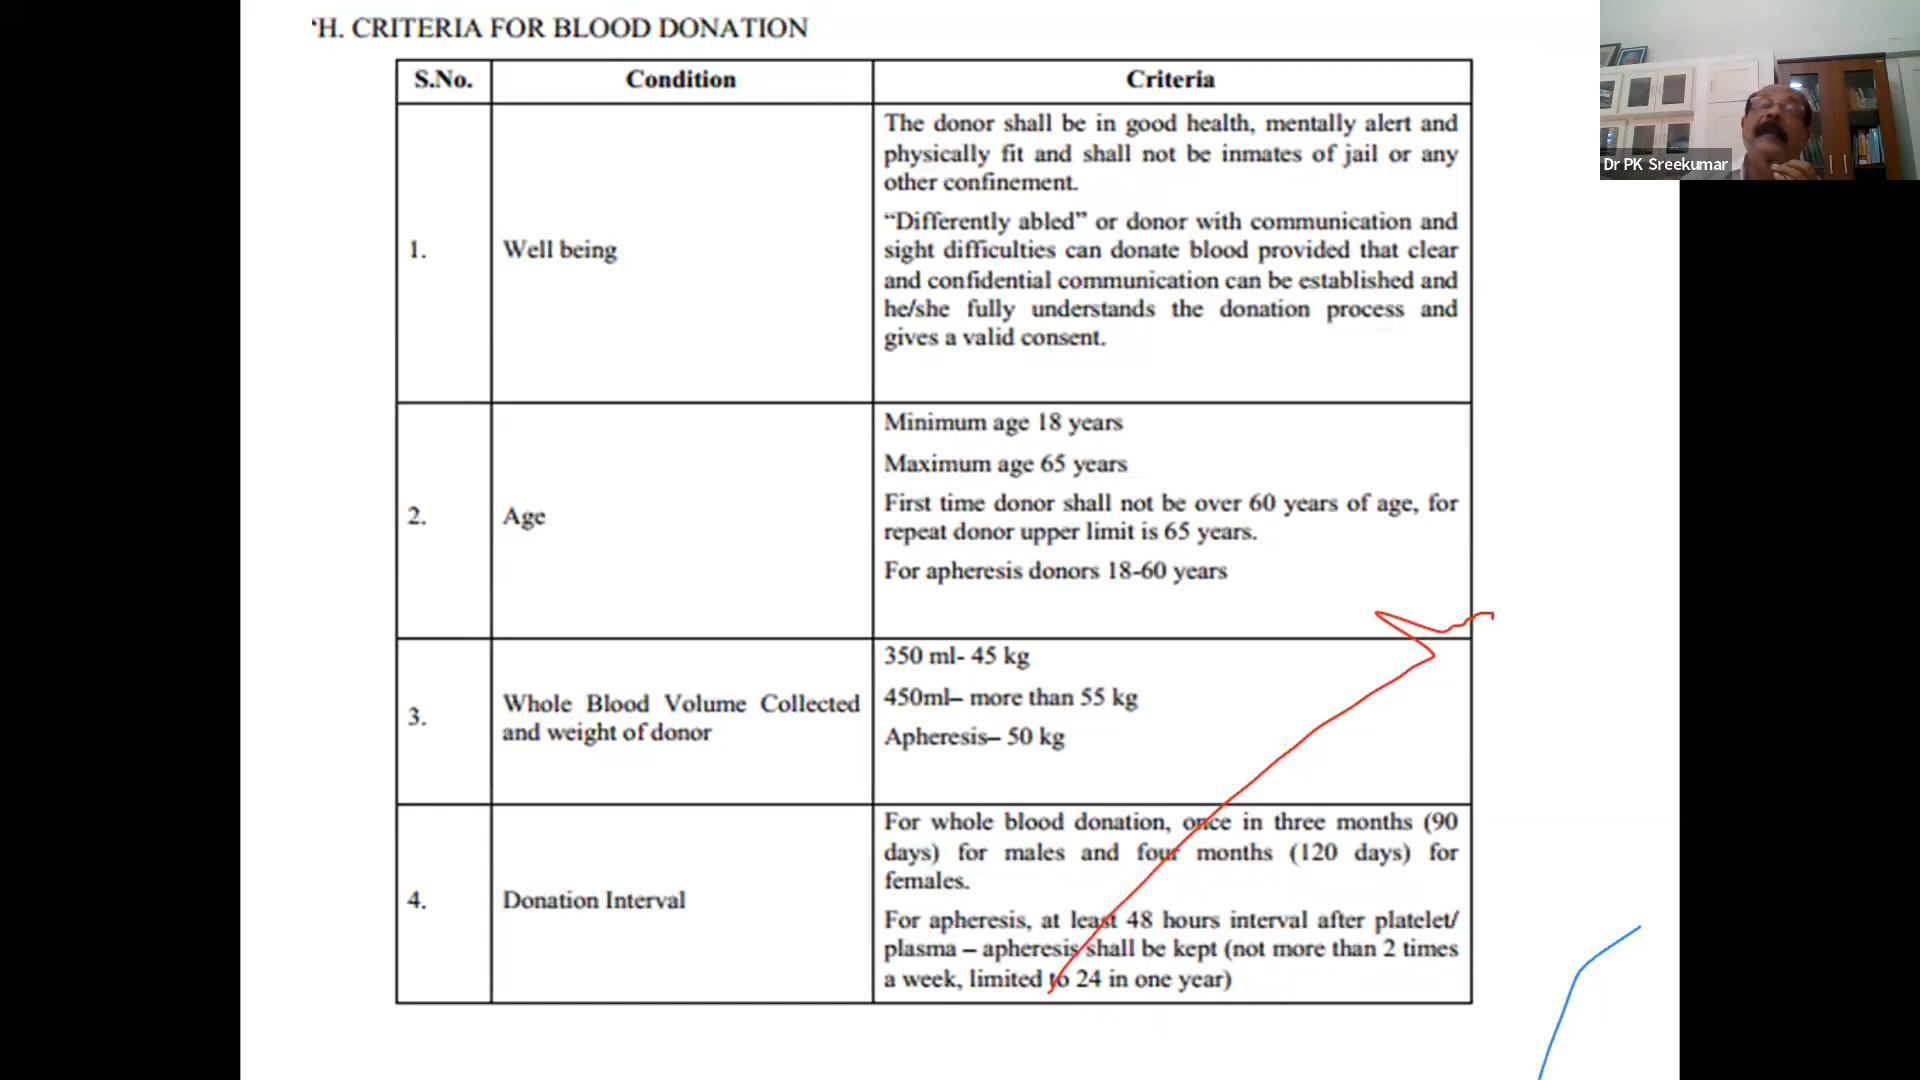 'H. CRITERIA FOR BLOOD DONATION
S.No. Condition Criteria
1. Well being
The donor shall be in good health, mentally alert and
physically fit and shall not be inmates of jail or any
other confinement.
“Differently abled” or donor with communication and
sight difficulties can donate blood provided that clear
and confidential communication can be established and
he/she fully understands the donation process and
gives a valid consent.
2. Age
Minimum age 18 years
Maximum age 65 years
First time donor shall not be over 60 years of age, for
repeat donor upper limit is 65 years.
For apheresis donors 18-60 years
3. Whole Blood Volume Collected
and weight of donor
350 ml- 45 kg
450ml– more than 55 kg
Apheresis– 50 kg
4. Donation Interval
For whole blood donation, once in three months (90
days) for males and four months (120 days) for
females.
For apheresis, at least 48 hours interval after platelet/
plasma – apheresis shall be kept (not more than 2 times
a week, limited to 24 in one year)
Dr PK Sreekumar